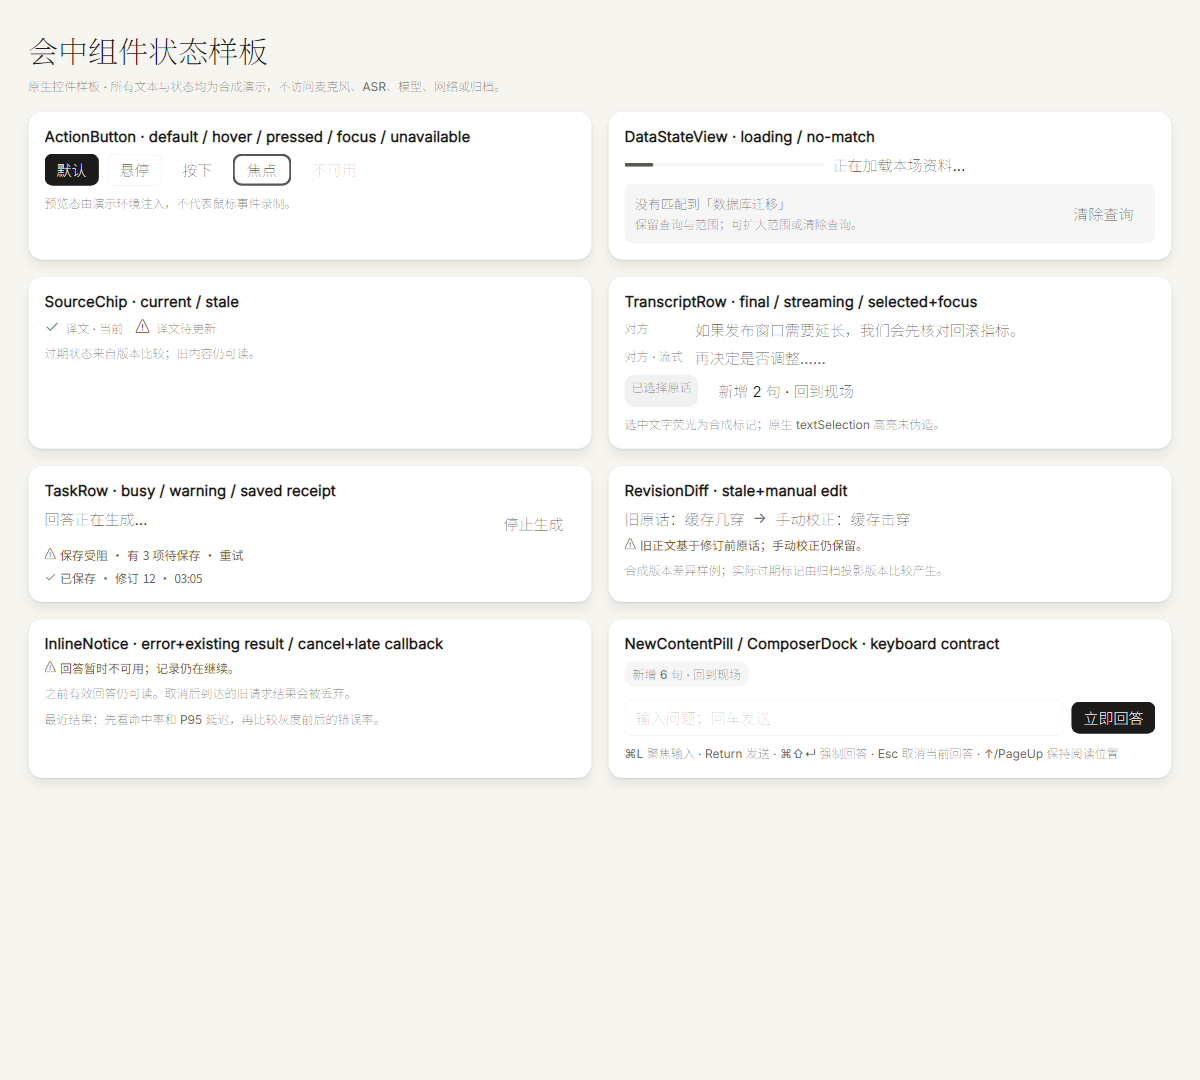 会中组件状态样板
原生控件样板 · 所有文本与状态均为合成演示，不访问麦克风、ASR、模型、网络或归档。
ActionButton · default / hover / pressed / focus / unavailable
默认 悬停 按下 焦点 不可用
预览态由演示环境注入，不代表鼠标事件录制。
DataStateView · loading / no-match
正在加载本场资料...
没有匹配到「数据库迁移」
保留查询与范围；可扩大范围或清除查询。
清除查询
SourceChip · current / stale
译文 · 当前 译文待更新
过期状态来自版本比较；旧内容仍可读。
TranscriptRow · final / streaming / selected+focus
对方 如果发布窗口需要延长，我们会先核对回滚指标。
对方 · 流式 再决定是否调整......
已选择原话 新增 2 句 · 回到现场
选中文字荧光为合成标记；原生 textSelection 高亮未伪造。
TaskRow · busy / warning / saved receipt
回答正在生成...
停止生成
保存受阻 · 有 3 项待保存 · 重试
已保存 · 修订 12 · 03:05
RevisionDiff · stale+manual edit
旧原话：缓存几穿 → 手动校正：缓存击穿
旧正文基于修订前原话；手动校正仍保留。
合成版本差异样例；实际过期标记由归档投影版本比较产生。
InlineNotice · error+existing result / cancel+late callback
回答暂时不可用；记录仍在继续。
之前有效回答仍可读。取消后到达的旧请求结果会被丢弃。
最近结果：先看命中率和 P95 延迟，再比较灰度前后的错误率。
NewContentPill / ComposerDock · keyboard contract
新增 6 句 · 回到现场
输入问题；回车发送 立即回答
⌘L 聚焦输入 · Return 发送 · ⌘⇧↩ 强制回答 · Esc 取消当前回答 · ↑/PageUp 保持阅读位置